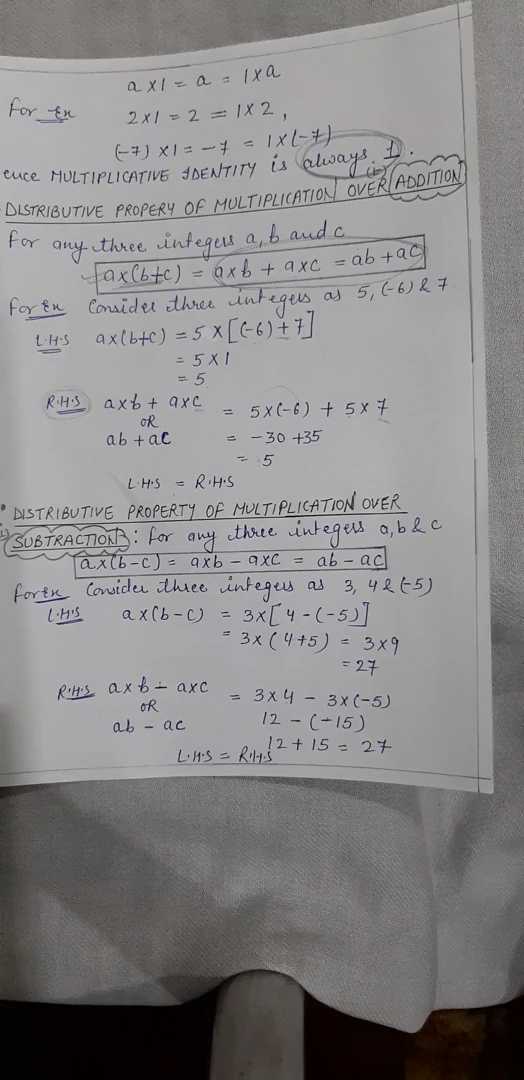 a x 1 = a = 1 x a
For Ex 2 x 1 = 2 = 1 x 2,
(-7) x 1 = -7 = 1 x (-7)
ence MULTIPLICATIVE IDENTITY is always 1.
DISTRIBUTIVE PROPERY OF MULTIPLICATION OVER ADDITION
For any three integers a, b and c
a x (b+c) = a x b + a x c = ab + ac
For Ex Consider three integers as 5, (-6) & 7
L.H.S a x (b+c) = 5 x [(-6) + 7]
= 5 x 1
= 5
R.H.S a x b + a x c = 5 x (-6) + 5 x 7
OR
ab + ac = -30 + 35
= 5
L.H.S = R.H.S
• DISTRIBUTIVE PROPERTY OF MULTIPLICATION OVER
SUBTRACTION : For any three integers a, b & c
a x (b-c) = a x b - a x c = ab - ac
For Ex Consider three integers as 3, 4 & (-5)
L.H.S a x (b-c) = 3 x [4 - (-5)]
= 3 x (4+5) = 3 x 9
= 27
R.H.S a x b - a x c = 3 x 4 - 3 x (-5)
OR
ab - ac 12 - (-15)
12 + 15 = 27
L.H.S = R.H.S